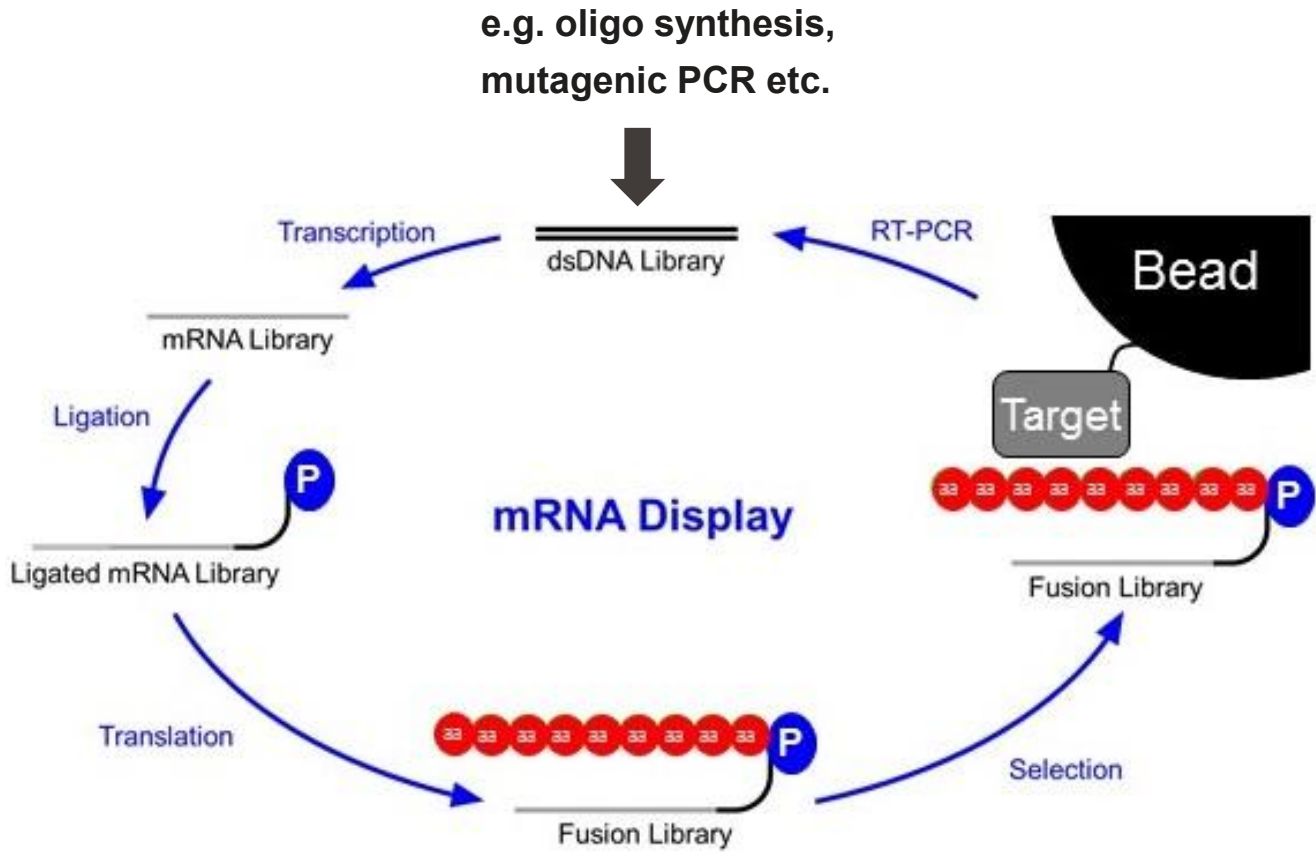 e.g. oligo synthesis,
mutagenic PCR etc.
Transcription
dsDNA Library
RT-PCR
Bead
mRNA Library
Target
Ligation
P
mRNA Display
aa aa aa aa aa aa aa aa aa P
Ligated mRNA Library
Fusion Library
Translation
aa aa aa aa aa aa aa aa aa P
Selection
Fusion Library